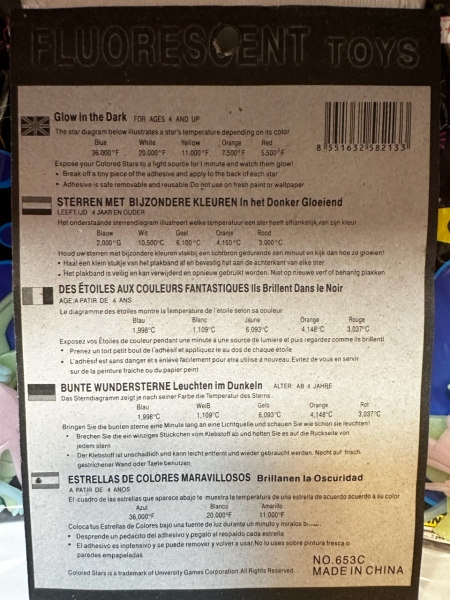 FLUORESCENT TOYS
Glow in the Dark FOR AGES 4 AND UP
The star diagram below illustrates a star's temperature depending on its color
Blue White Yellow Orange Red
36.000°F 20.000°F 11.000°F 7.500°F 5.500°F
Expose your Colored Stars to a light source for 1 minute and watch them glow!
• Break off a tiny piece of the adhesive and apply to the back of each star
• Adhesive is safe removable and reusable.Do not use on fresh paint or wallpaper
8 551632 582133
STERREN MET BIJZONDERE KLEUREN In het Donker Gloeiend
LEEFTIJD 4 JAAR EN OUDER
Het onderstaande sterrendiagram illustreert welke temperatuur een ster heeft afhankelijk van zijn kleur
Blauw Wit Geel Oranje Rood
2.000°C 10,500°C 6,100°C 4,150°C 3.000°C
Houd uw sterren met bijzondere kleuren vlakbij een lichtbron gedurende een minuut en kijk dan hoe ze gloeien!
• Haal een klein stukje van het plakband af en bevestig het aan de achterkant van elke ster
• Het plakband is veilig en kan verwijderd en opnieuw gebruikt worden. Niet op nieuwe verf of behang plakken
DES ÉTOILES AUX COULEURS FANTASTIQUES Ils Brillent Dans le Noir
AGE:A PATIR DE 4 ANS
Le diagramme des étoiles montre la température de l'étoile selon sa couleur
Blau Blanc Jaune Orange Rouge
1,998°C 1,109°C 6,093°C 4,148°C 3,037°C
Exposez vos Étoiles de couleur pendant une minute à une source de lumiere et puis regardez comme ils brillent!
• Prenez un tort petit bout de l'adhésif et appliquez le au dos de chaque étoile
• L'adhésif est sans danger et s enlève facilement pour etre utilise a nouveau. Evitez de vous en servir
sur de la peinture fraiche ou du papier peint
BUNTE WUNDERSTERNE Leuchten im Dunkeln ALTER: AB 4 JAHRE
Das Sterndiagramm zeigt je nach seiner Farbe die Temperatur des Sterns
Blau Weiß Gelb Orange Rot
1,998°C 1,109°C 6,093°C 4,148°C 3,037°C
Bringen Sie die bunten sterne eine Minute lang an eine Lichtquelle und schauen Sie wie schön sie leuchten!
• Brechen Sie die ein winziges Stückchen vom Klebstoff ab und heften Sie es auf die Ruckseite von
jedem stern
• Der Klebstoff ist unschadlich und kann leicht entfernt und wieder gebraucht werden. Necht auf frisch
gestrichener Wand oder Taete benutzen
ESTRELLAS DE COLORES MARAVILLOSOS Brillanen la Oscuridad
A PATIR DE 4 ANOS
El cuadro de las estrellas que aparece abajo te muestra la temperatura de una estrella de acuerdo acuerdo à su color
Azul Blanco Amarillo
36,000°F 20.000°F 11.000°F
Coloca tus Estrellas de Colores bajo una fuente de luz durante un minuto y miralos
• Desprende un pedacito del adhesivo y pegalo al respaldo cada estrella
• El adhesivo es inofensivo y se puede remover y volver a usar,No lo uses sobre pintura fresca o
paredes empapeladas
NO.653C
Colored Stars is a trademark of University Games Corporation.All Rights Reserved. MADE IN CHINA